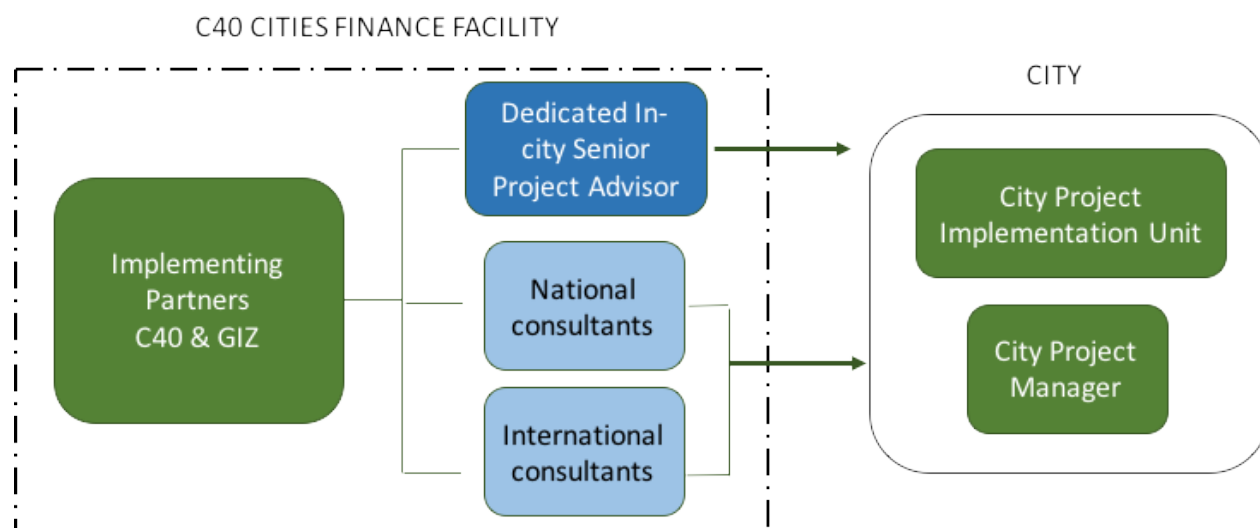 C40 CITIES FINANCE FACILITY
CITY
Dedicated In-
city Senior
Project Advisor
Implementing
Partners
C40 & GIZ
National
consultants
International
consultants
City Project
Implementation Unit
City Project
Manager